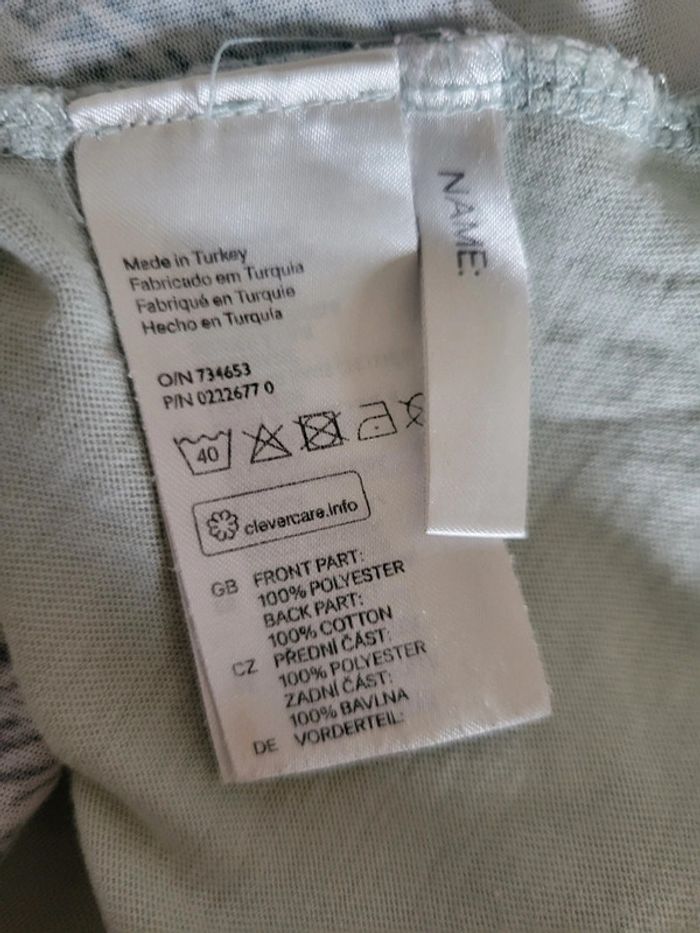 NAME:
Made in Turkey
Fabricado em Turquia
Fabriqué en Turquie
Hecho en Turquía
O/N 734653
P/N 0222677 0
40
clevercare.info
GB FRONT PART:
100% POLYESTER
BACK PART:
100% COTTON
CZ PŘEDNÍ ČÁST:
100% POLYESTER
ZADNÍ ČÁST:
100% BAVLNA
DE VORDERTEIL: